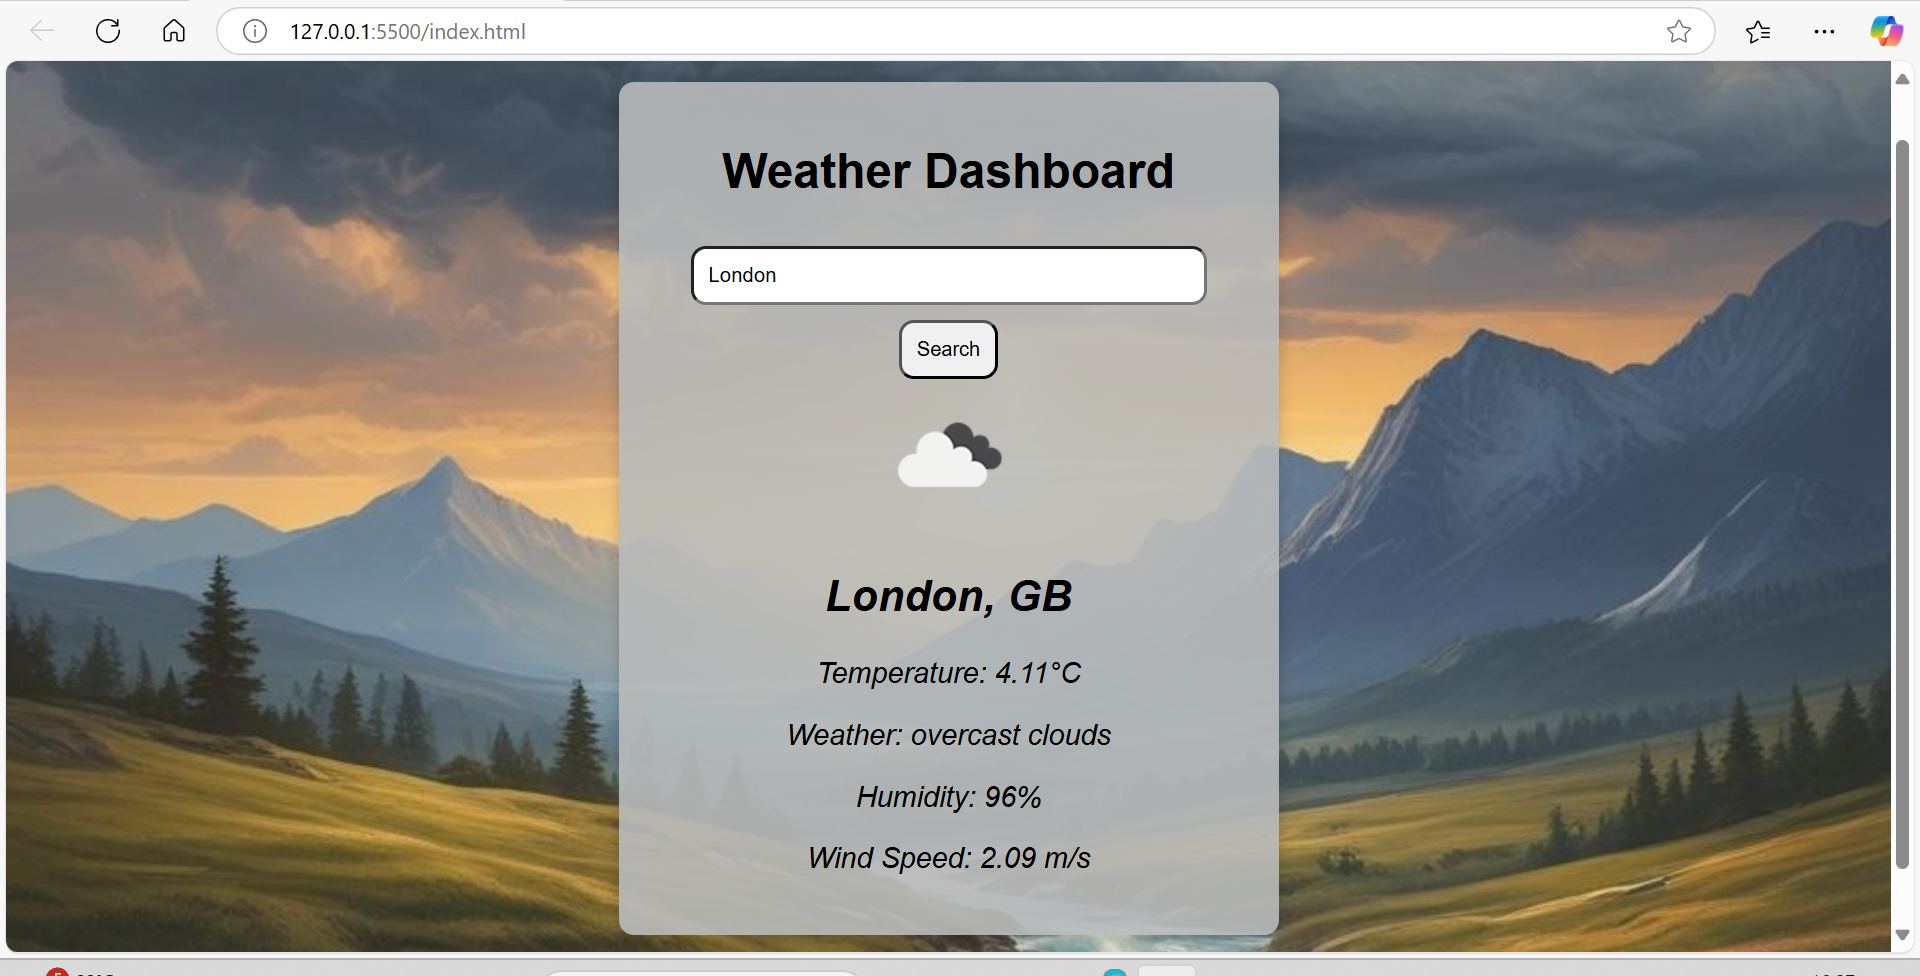 127.0.0.1:5500/index.html
Weather Dashboard
London
Search
London, GB
Temperature: 4.11°C
Weather: overcast clouds
Humidity: 96%
Wind Speed: 2.09 m/s